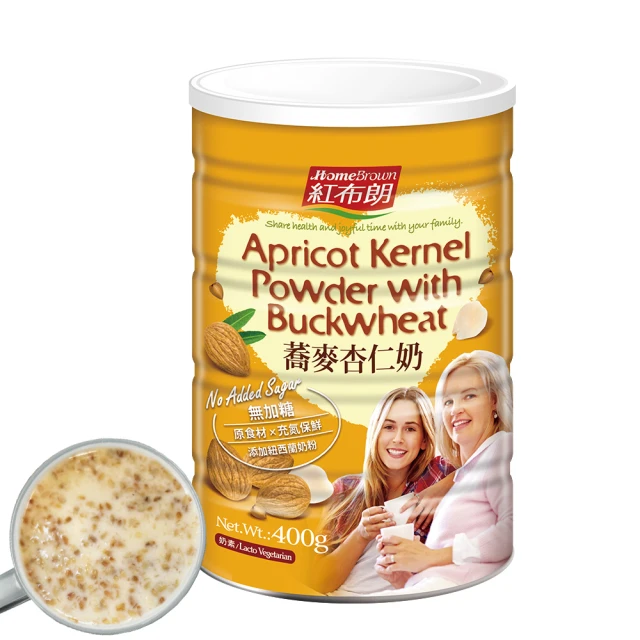 HomeBrown
紅布朗
Share health and joyful time with your family.
Apricot Kernel
Powder with
Buckwheat
蕎麥杏仁奶
No Added Sugar
無加糖
原食材×充氮保鮮
添加紐西蘭奶粉
Net.Wt.:400g
奶素/Lacto Vegetarian